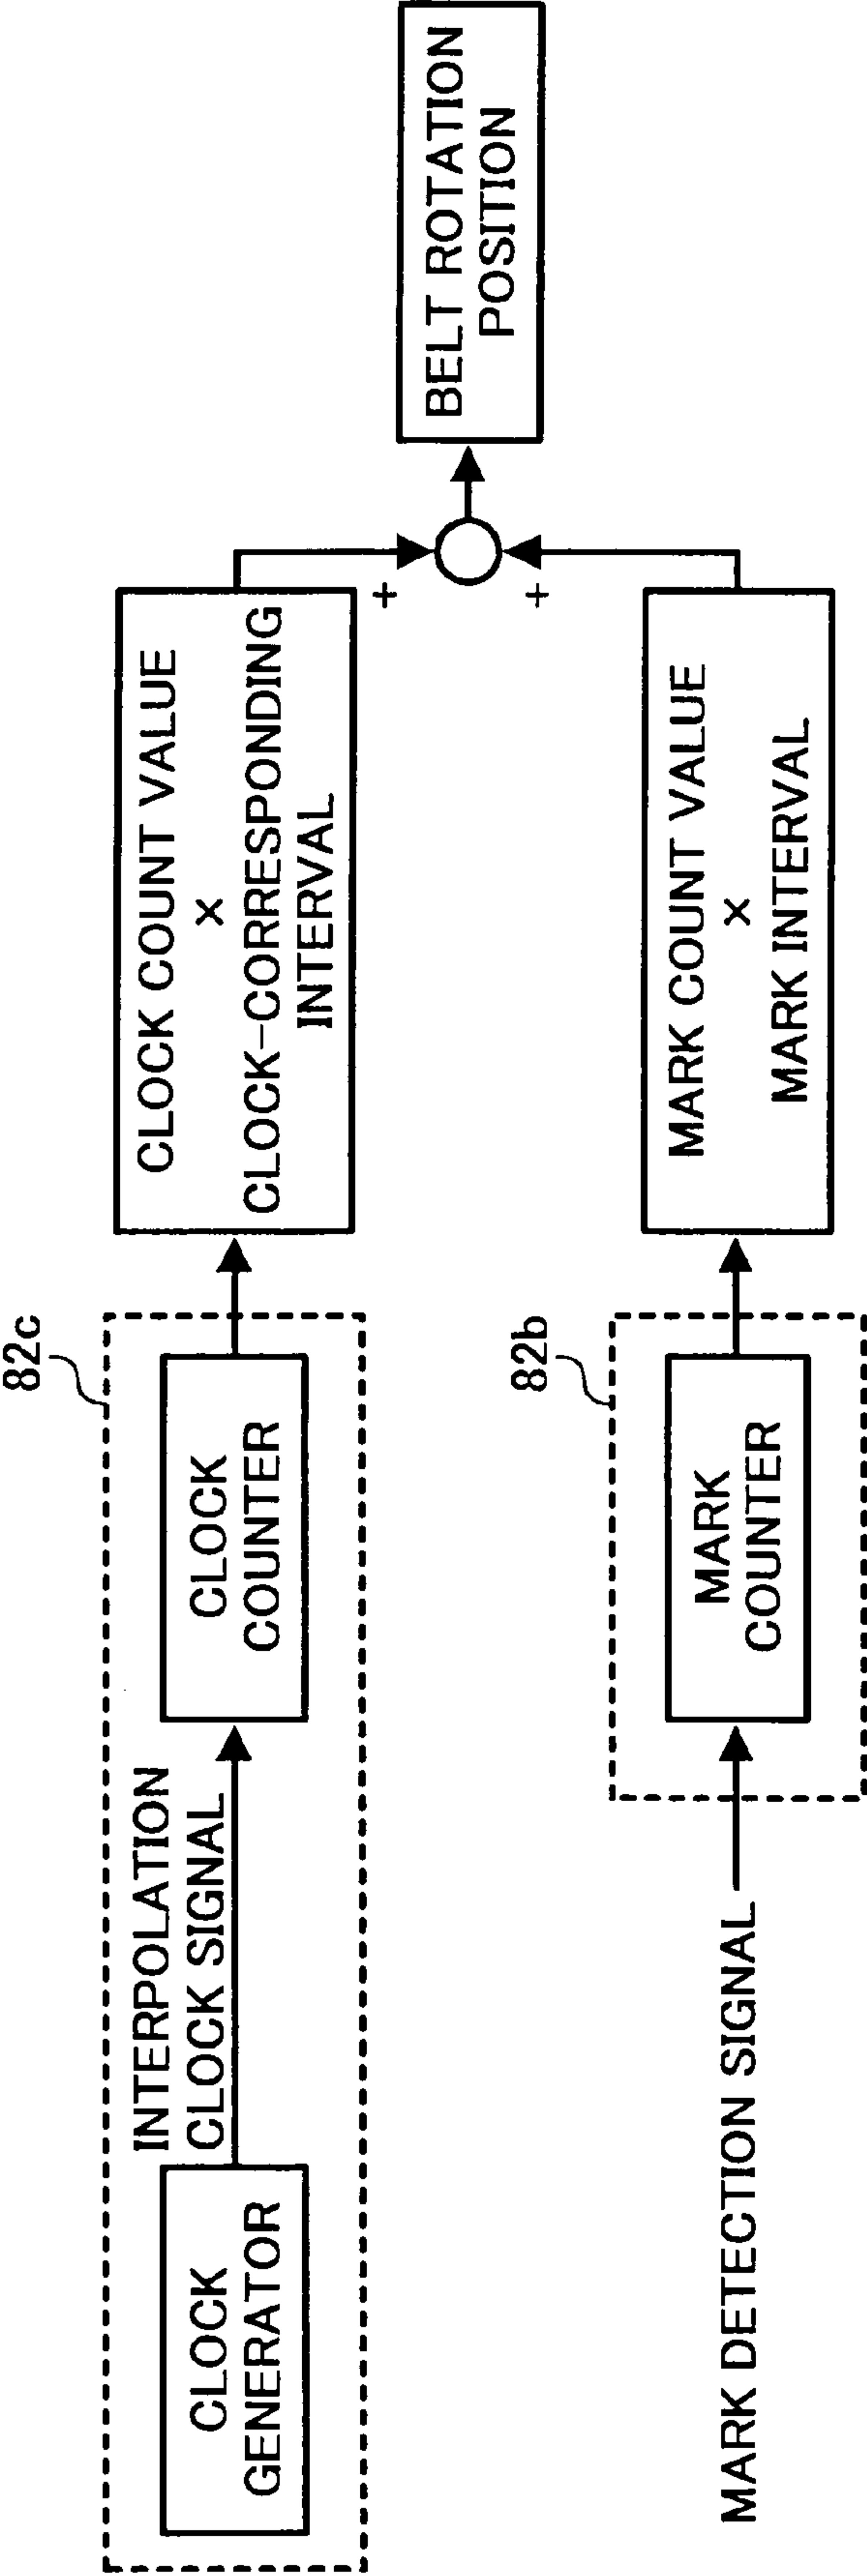 82c
CLOCK
GENERATOR
INTERPOLATION
CLOCK SIGNAL
CLOCK
COUNTER
CLOCK COUNT VALUE
×
CLOCK-CORRESPONDING
INTERVAL
+
BELT ROTATION
POSITION
+
82b
MARK DETECTION SIGNAL
MARK
COUNTER
MARK COUNT VALUE
×
MARK INTERVAL